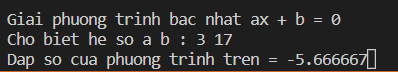 Giai phuong trinh bac nhat ax + b = 0
Cho biet he so a b : 3 17
Dap so cua phuong trinh tren = -5.666667